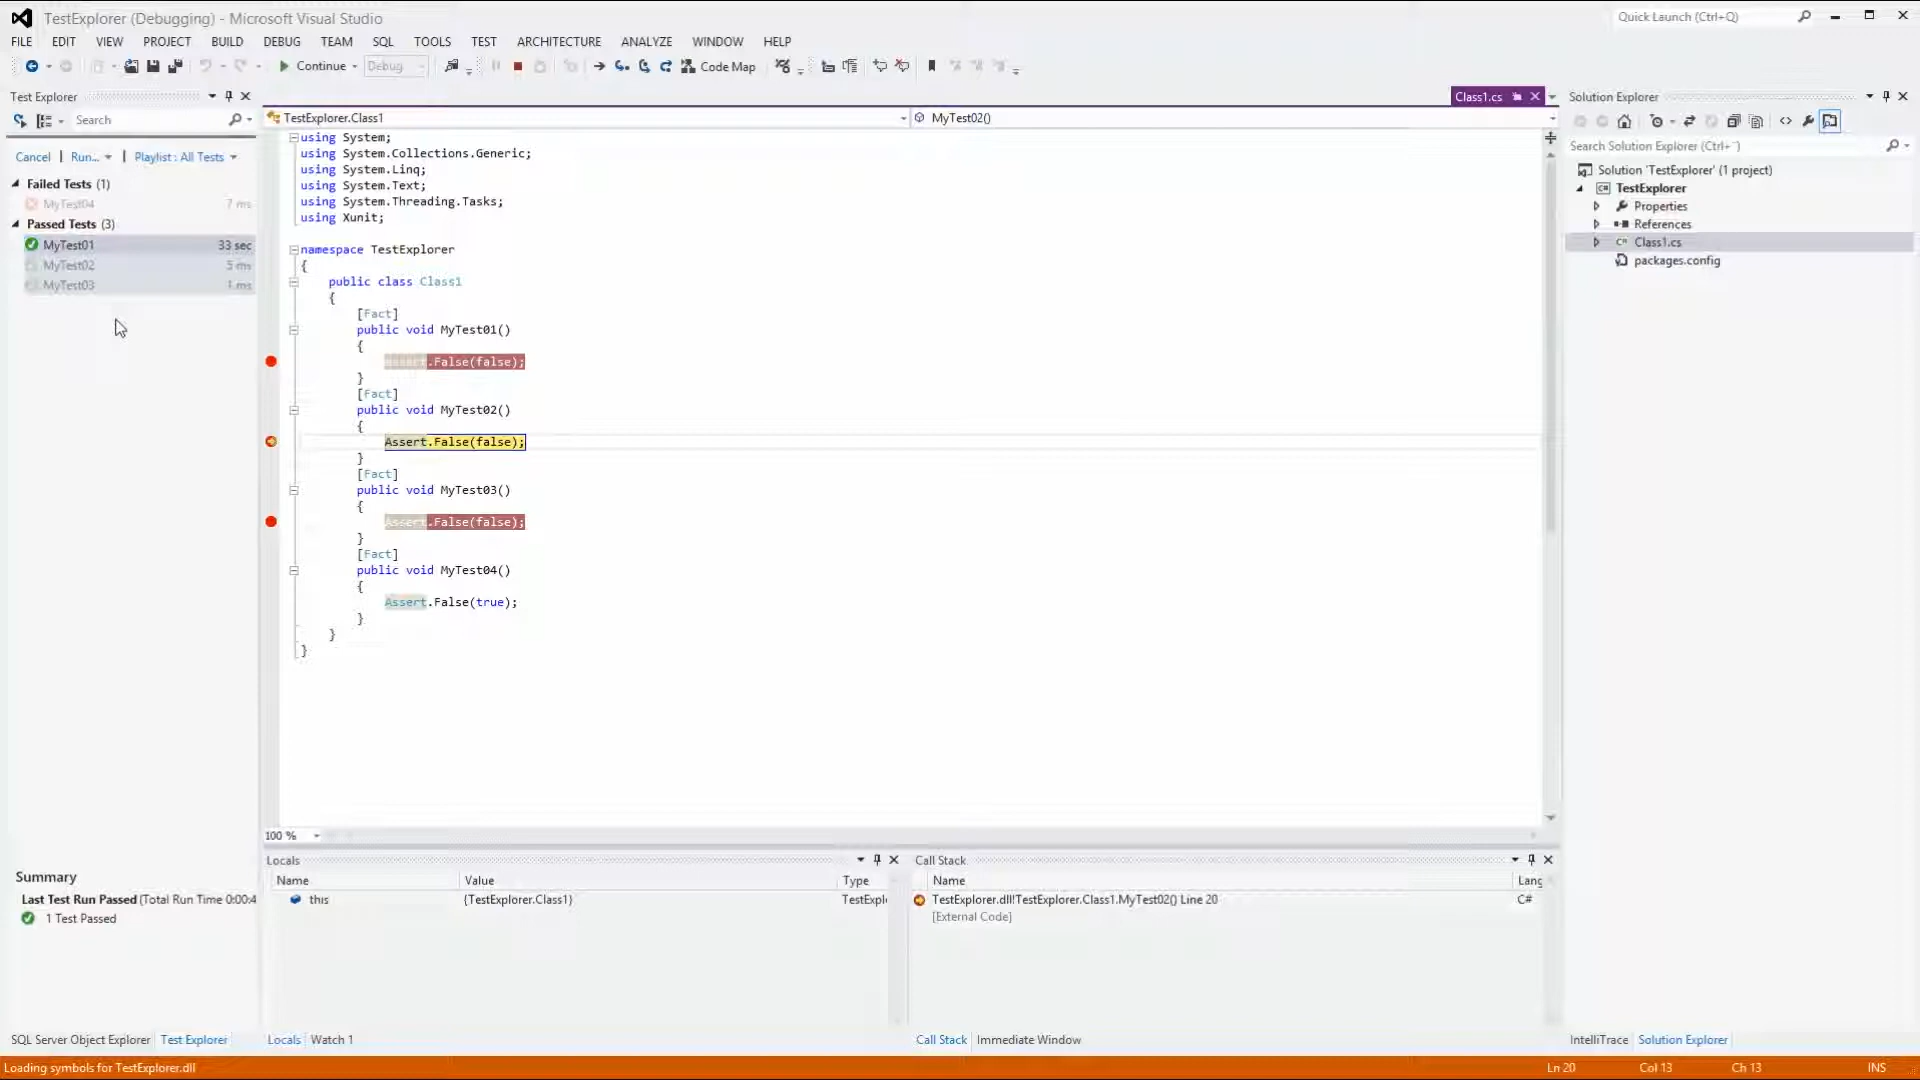 TestExplorer (Debugging) - Microsoft Visual Studio
Quick Launch (Ctrl+Q)
FILE EDIT VIEW PROJECT BUILD DEBUG TEAM SQL TOOLS TEST ARCHITECTURE ANALYZE WINDOW HELP
Continue Debug Code Map
Test Explorer
Search
Cancel | Run... | Playlist : All Tests
Failed Tests (1)
MyTest04 7 ms
Passed Tests (3)
MyTest01 33 sec
MyTest02 5 ms
MyTest03 1 ms
Summary
Last Test Run Passed (Total Run Time 0:00:4
1 Test Passed
SQL Server Object Explorer Test Explorer
Class1.cs
TestExplorer.Class1 MyTest02()
using System;
using System.Collections.Generic;
using System.Linq;
using System.Text;
using System.Threading.Tasks;
using Xunit;
namespace TestExplorer
{
public class Class1
{
[Fact]
public void MyTest01()
{
Assert.False(false);
}
[Fact]
public void MyTest02()
{
Assert.False(false);
}
[Fact]
public void MyTest03()
{
Assert.False(false);
}
[Fact]
public void MyTest04()
{
Assert.False(true);
}
}
}
100 %
Locals
Name Value Type
this {TestExplorer.Class1} TestExpl
Locals Watch 1
Call Stack
Name Lang
TestExplorer.dll!TestExplorer.Class1.MyTest02() Line 20 C#
[External Code]
Call Stack Immediate Window
Solution Explorer
Search Solution Explorer (Ctrl+¨)
Solution 'TestExplorer' (1 project)
TestExplorer
Properties
References
Class1.cs
packages.config
IntelliTrace Solution Explorer
Loading symbols for TestExplorer.dll
Ln 20 Col 13 Ch 13 INS